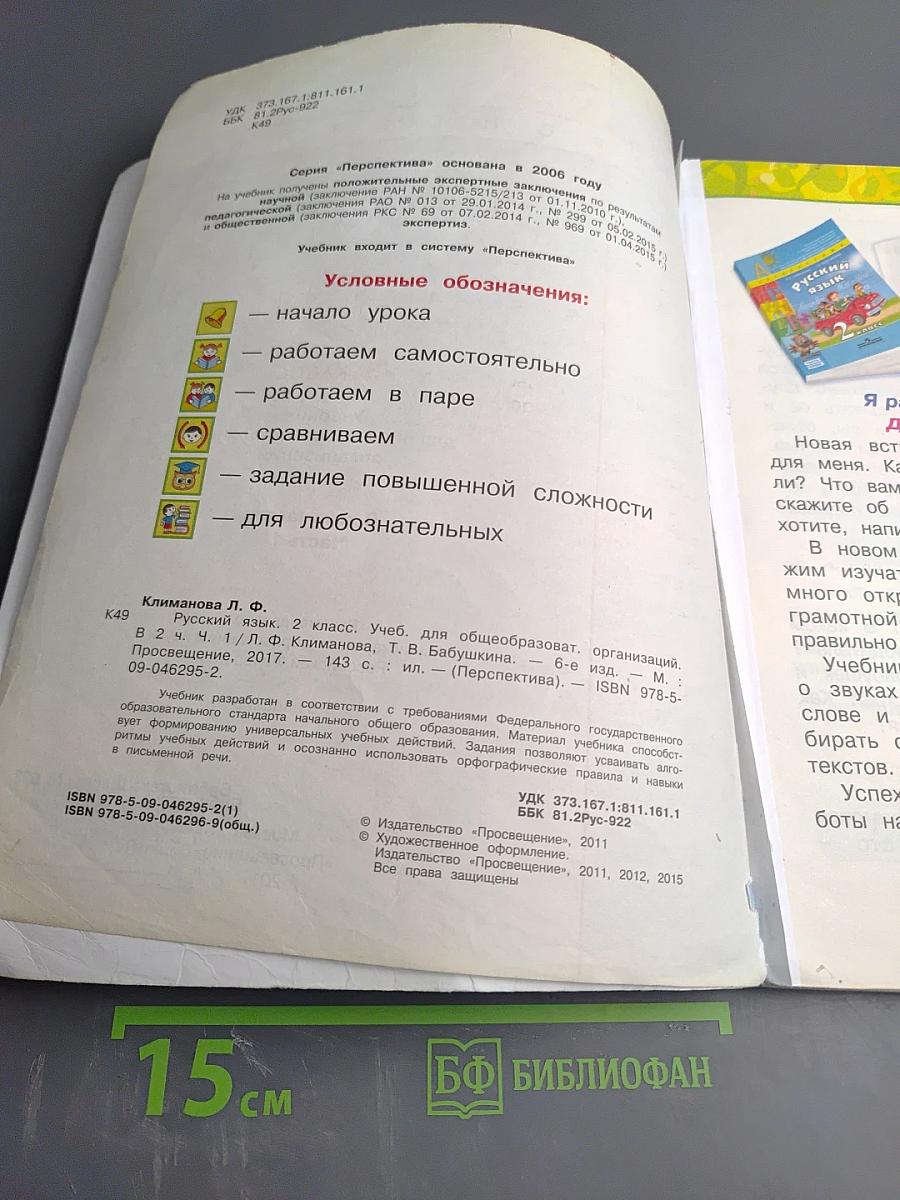 УДК 373.167.1:811.161.1
ББК 81.2Рус-922
К49
Серия «Перспектива» основана в 2006 году
На учебник получены положительные экспертные заключения по результатам
научной (заключение РАН № 10106-5215/213 от 01.11.2010 г.),
педагогической (заключения РАО № 013 от 29.01.2014 г., № 299 от 05.02.2015 г.)
и общественной (заключения РКС № 69 от 07.02.2014 г., № 969 от 01.04.2015 г.)
экспертиз.
Учебник входит в систему «Перспектива»
Условные обозначения:
— начало урока
— работаем самостоятельно
— работаем в паре
— сравниваем
— задание повышенной сложности
— для любознательных
Климанова Л. Ф.
К49 Русский язык. 2 класс. Учеб. для общеобразоват. организаций.
В 2 ч. Ч. 1 / Л. Ф. Климанова, Т. В. Бабушкина. — 6-е изд. — М. :
Просвещение, 2017. — 143 с. : ил. — (Перспектива). — ISBN 978-5-
09-046295-2.
Учебник разработан в соответствии с требованиями Федерального государственного
образовательного стандарта начального общего образования. Материал учебника способст-
вует формированию универсальных учебных действий. Задания позволяют усваивать алго-
ритмы учебных действий и осознанно использовать орфографические правила и навыки
в письменной речи.
УДК 373.167.1:811.161.1
ББК 81.2Рус-922
ISBN 978-5-09-046295-2(1)
ISBN 978-5-09-046296-9(общ.)
© Издательство «Просвещение», 2011
© Художественное оформление.
Издательство «Просвещение», 2011, 2012, 2015
Все права защищены
Русский
язык
2 класс
Я ра
Д
Новая вст
для меня. Ка
ли? Что вам
скажите об
хотите, напи
В новом
жим изучат
много откр
грамотной
правильно
Учебни
о звуках
слове и
бирать с
текстов.
Успех
боты на
15 см
БФ БИБЛИОФАН